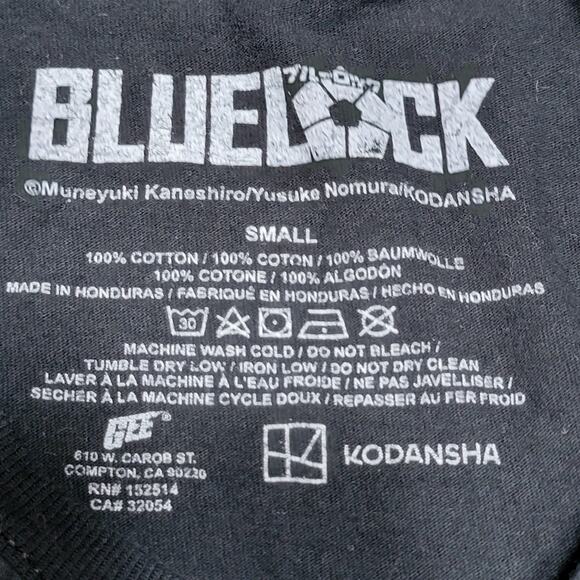 ブルーロック
BLUELOCK
©Muneyuki Kaneshiro/Yusuke Nomura/KODANSHA
SMALL
100% COTTON / 100% COTON / 100% BAUMWOLLE
100% COTONE / 100% ALGODÓN
MADE IN HONDURAS / FABRIQUÉ EN HONDURAS / HECHO EN HONDURAS
30
MACHINE WASH COLD / DO NOT BLEACH /
TUMBLE DRY LOW / IRON LOW / DO NOT DRY CLEAN
LAVER À LA MACHINE À L'EAU FROIDE / NE PAS JAVELLISER /
SÉCHER À LA MACHINE CYCLE DOUX / REPASSER AU FER FROID
GEE®
610 W. CAROB ST.
COMPTON, CA 90220
RN# 152514
CA# 32054
KODANSHA